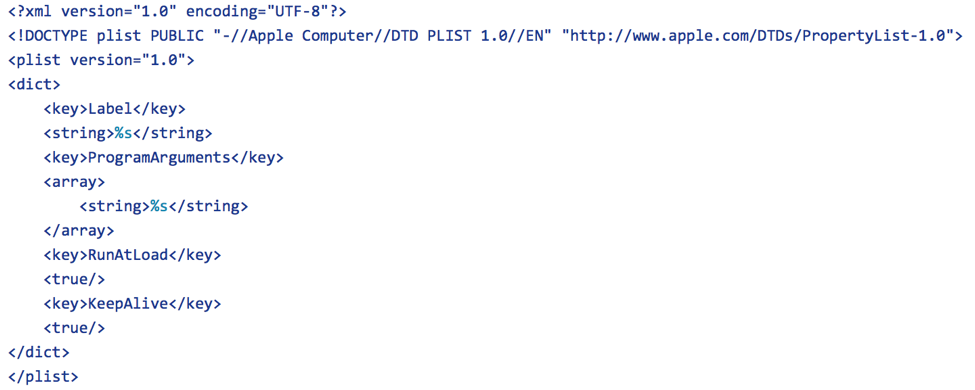 <?xml version="1.0" encoding="UTF-8"?>
<!DOCTYPE plist PUBLIC "-//Apple Computer//DTD PLIST 1.0//EN" "http://www.apple.com/DTDs/PropertyList-1.0">
<plist version="1.0">
<dict>
    <key>Label</key>
    <string>%s</string>
    <key>ProgramArguments</key>
    <array>
        <string>%s</string>
    </array>
    <key>RunAtLoad</key>
    <true/>
    <key>KeepAlive</key>
    <true/>
</dict>
</plist>